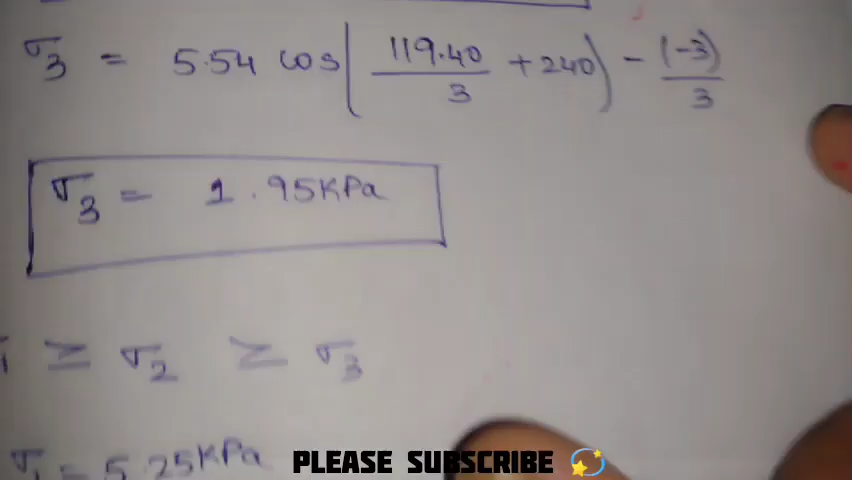 σ3 = 5.54 cos(119.40/3 + 240) - (-3)/3
σ3 = 1.95KPa
≥ σ2 ≥ σ3
σ1 = 5.25KPa
PLEASE SUBSCRIBE